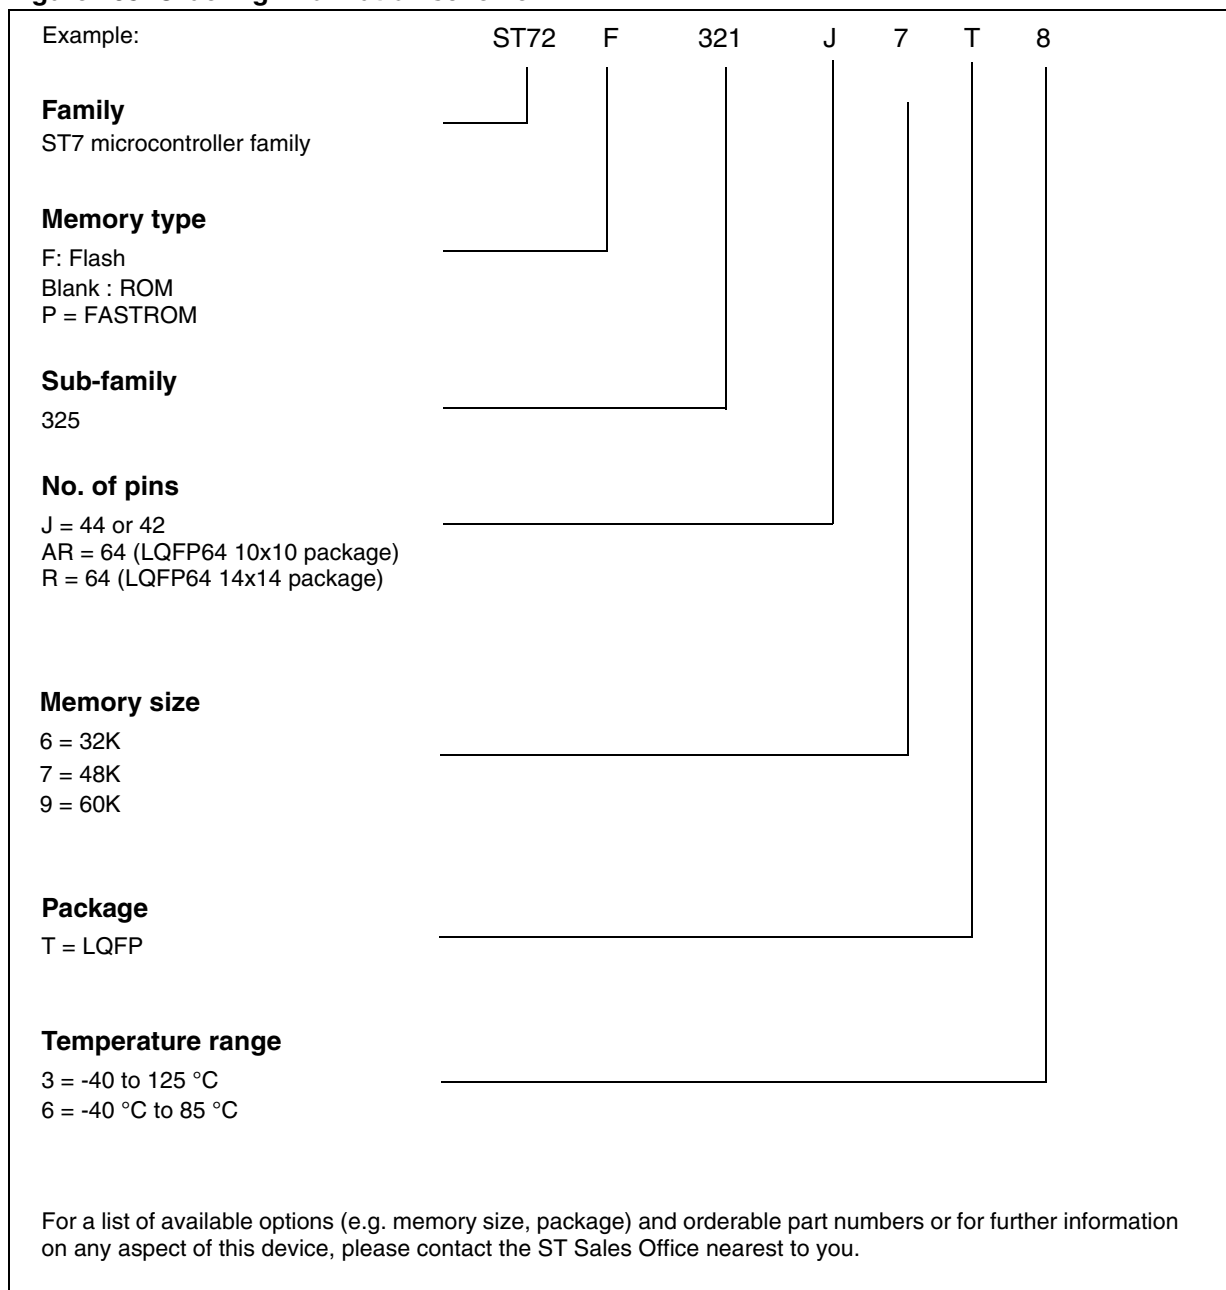 Example: ST72 F 321 J 7 T 8
Family
ST7 microcontroller family
Memory type
F: Flash
Blank : ROM
P = FASTROM
Sub-family
325
No. of pins
J = 44 or 42
AR = 64 (LQFP64 10x10 package)
R = 64 (LQFP64 14x14 package)
Memory size
6 = 32K
7 = 48K
9 = 60K
Package
T = LQFP
Temperature range
3 = -40 to 125 °C
6 = -40 °C to 85 °C
For a list of available options (e.g. memory size, package) and orderable part numbers or for further information
on any aspect of this device, please contact the ST Sales Office nearest to you.